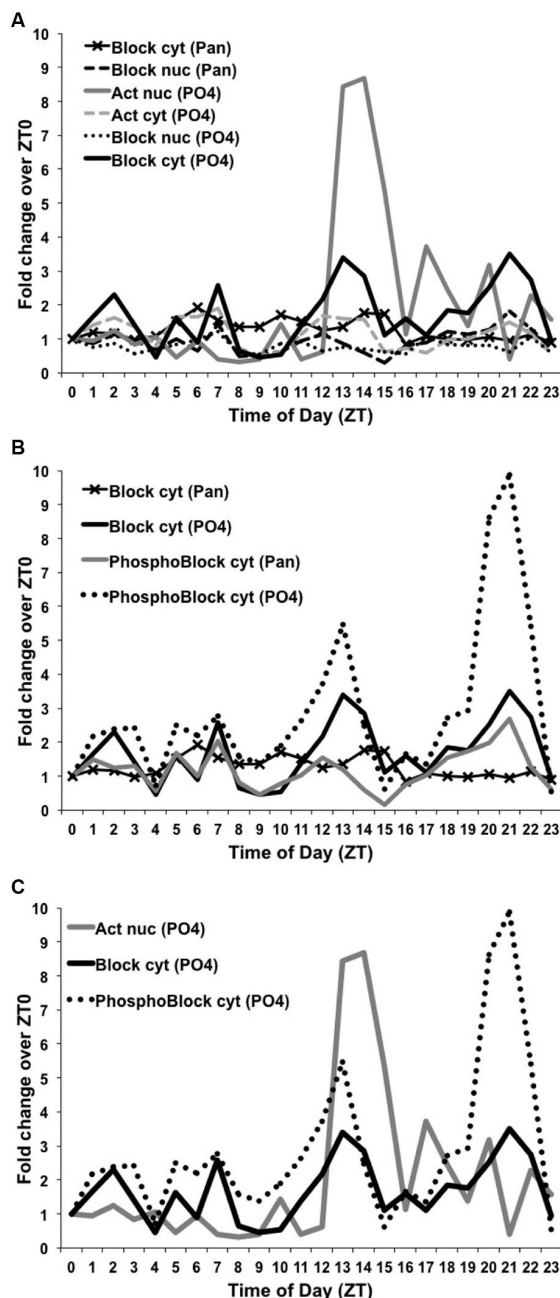 A
10
9
8
7
6
5
4
3
2
1
0
Fold change over ZT0
Block cyt (Pan)
Block nuc (Pan)
Act nuc (PO4)
Act cyt (PO4)
Block nuc (PO4)
Block cyt (PO4)
0 1 2 3 4 5 6 7 8 9 10 11 12 13 14 15 16 17 18 19 20 21 22 23
Time of Day (ZT)
B
10
9
8
7
6
5
4
3
2
1
0
Fold change over ZT0
Block cyt (Pan)
Block cyt (PO4)
PhosphoBlock cyt (Pan)
PhosphoBlock cyt (PO4)
0 1 2 3 4 5 6 7 8 9 10 11 12 13 14 15 16 17 18 19 20 21 22 23
Time of Day (ZT)
C
10
9
8
7
6
5
4
3
2
1
0
Fold change over ZT0
Act nuc (PO4)
Block cyt (PO4)
PhosphoBlock cyt (PO4)
0 1 2 3 4 5 6 7 8 9 10 11 12 13 14 15 16 17 18 19 20 21 22 23
Time of Day (ZT)